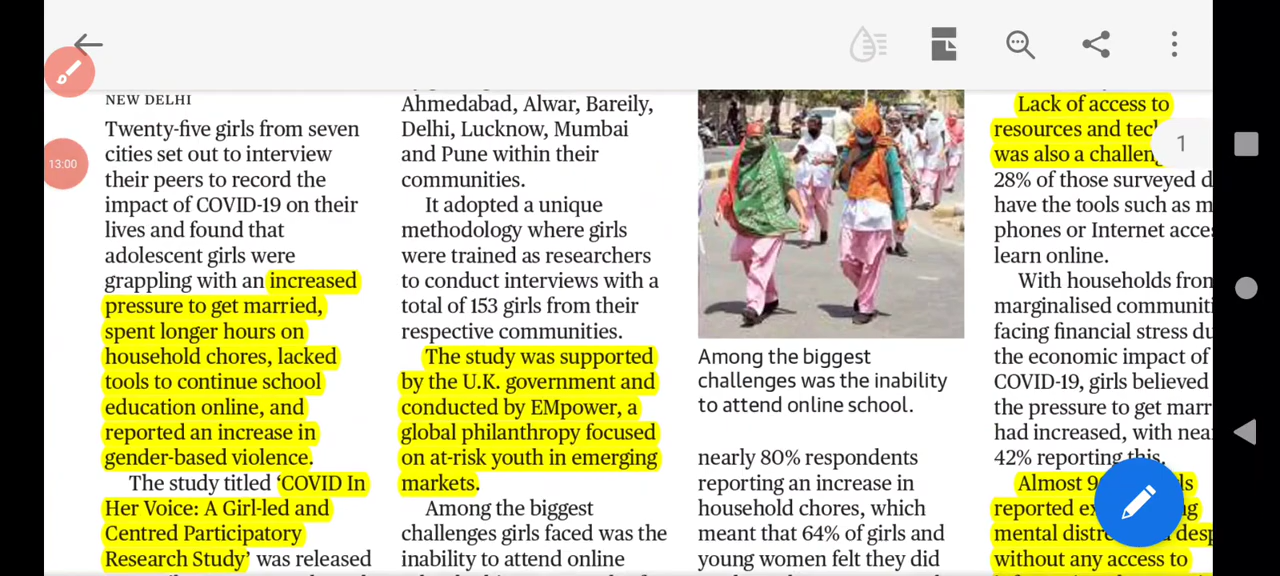 13:00
1
NEW DELHI
Twenty-five girls from seven
cities set out to interview
their peers to record the
impact of COVID-19 on their
lives and found that
adolescent girls were
grappling with an increased
pressure to get married,
spent longer hours on
household chores, lacked
tools to continue school
education online, and
reported an increase in
gender-based violence.
The study titled ‘COVID In
Her Voice: A Girl-led and
Centred Participatory
Research Study’ was released
Ahmedabad, Alwar, Bareily,
Delhi, Lucknow, Mumbai
and Pune within their
communities.
It adopted a unique
methodology where girls
were trained as researchers
to conduct interviews with a
total of 153 girls from their
respective communities.
The study was supported
by the U.K. government and
conducted by EMpower, a
global philanthropy focused
on at-risk youth in emerging
markets.
Among the biggest
challenges girls faced was the
inability to attend online
Among the biggest
challenges was the inability
to attend online school.
nearly 80% respondents
reporting an increase in
household chores, which
meant that 64% of girls and
young women felt they did
Lack of access to
resources and
was also a
28% of those surveyed
have the tools such as
phones or Internet
learn online.
With households
marginalised
facing financial stress
the economic impact of
COVID-19, girls believed
the pressure to get
had increased, with
42% reporting this.
Almost
reported
mental
without any access to